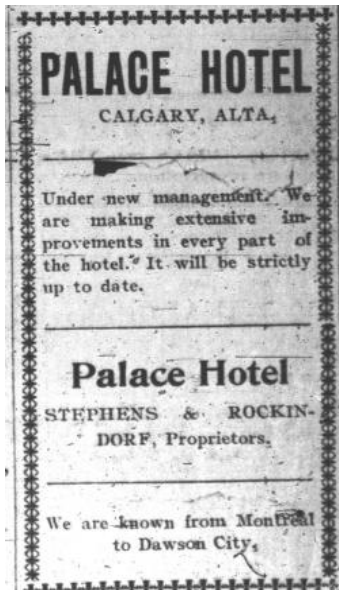 PALACE HOTEL
CALGARY, ALTA.
Under new management. We
are making extensive im-
provements in every part of
the hotel. It will be strictly
up to date.
Palace Hotel
STEPHENS & ROCKIN-
DORF, Proprietors.
We are known from Montreal
to Dawson City.